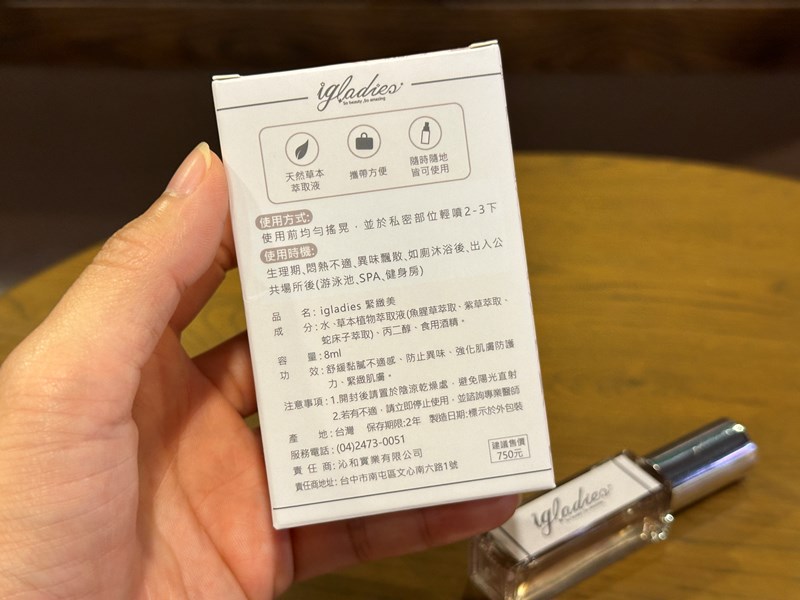 igladies
So beauty ,So amazing
天然草本
萃取液
攜帶方便
隨時隨地
皆可使用
使用方式:
使用前均勻搖晃，並於私密部位輕噴2-3下
使用時機:
生理期、悶熱不適、異味飄散、如廁沐浴後、出入公
共場所後(游泳池、SPA、健身房)
品 名: igladies 緊緻美
成 分: 水、草本植物萃取液(魚腥草萃取、紫草萃取、
蛇床子萃取)、丙二醇、食用酒精。
容 量: 8ml
功 效: 舒緩黏膩不適感、防止異味、強化肌膚防護
力、緊緻肌膚。
注意事項: 1.開封後請置於陰涼乾燥處，避免陽光直射
2.若有不適，請立即停止使用，並諮詢專業醫師
產 地: 台灣 保存期限:2年 製造日期:標示於外包裝
服務電話: (04)2473-0051
責 任 商: 沁和實業有限公司
責任商地址: 台中市南屯區文心南六路1號
建議售價
750元
igladies